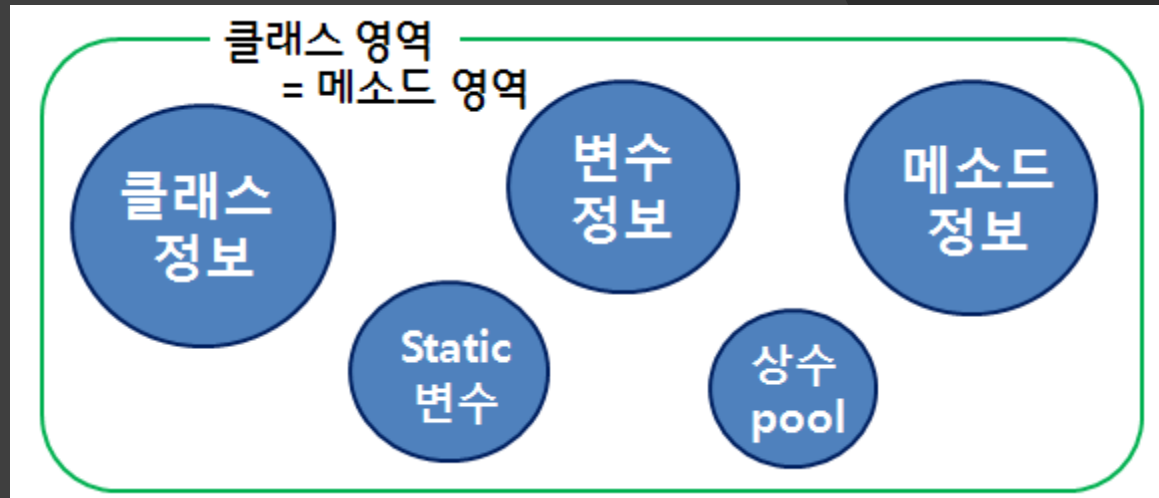 클래스 영역
= 메소드 영역
클래스
정보
변수
정보
메소드
정보
Static
변수
상수
pool